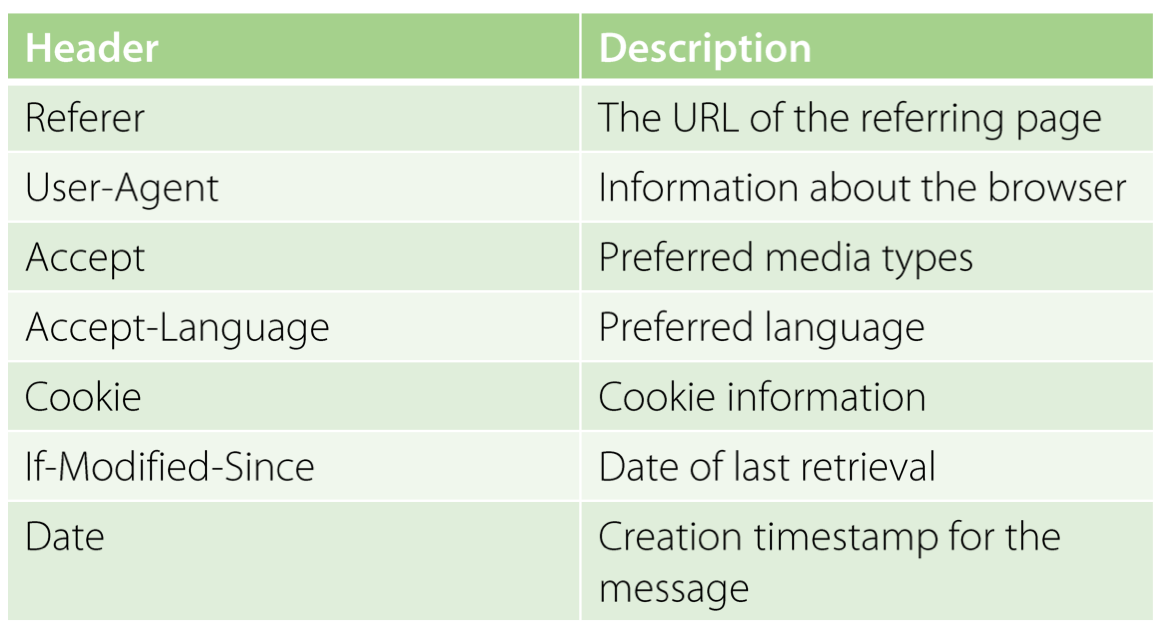 Header Description
Referer The URL of the referring page
User-Agent Information about the browser
Accept Preferred media types
Accept-Language Preferred language
Cookie Cookie information
If-Modified-Since Date of last retrieval
Date Creation timestamp for the
message